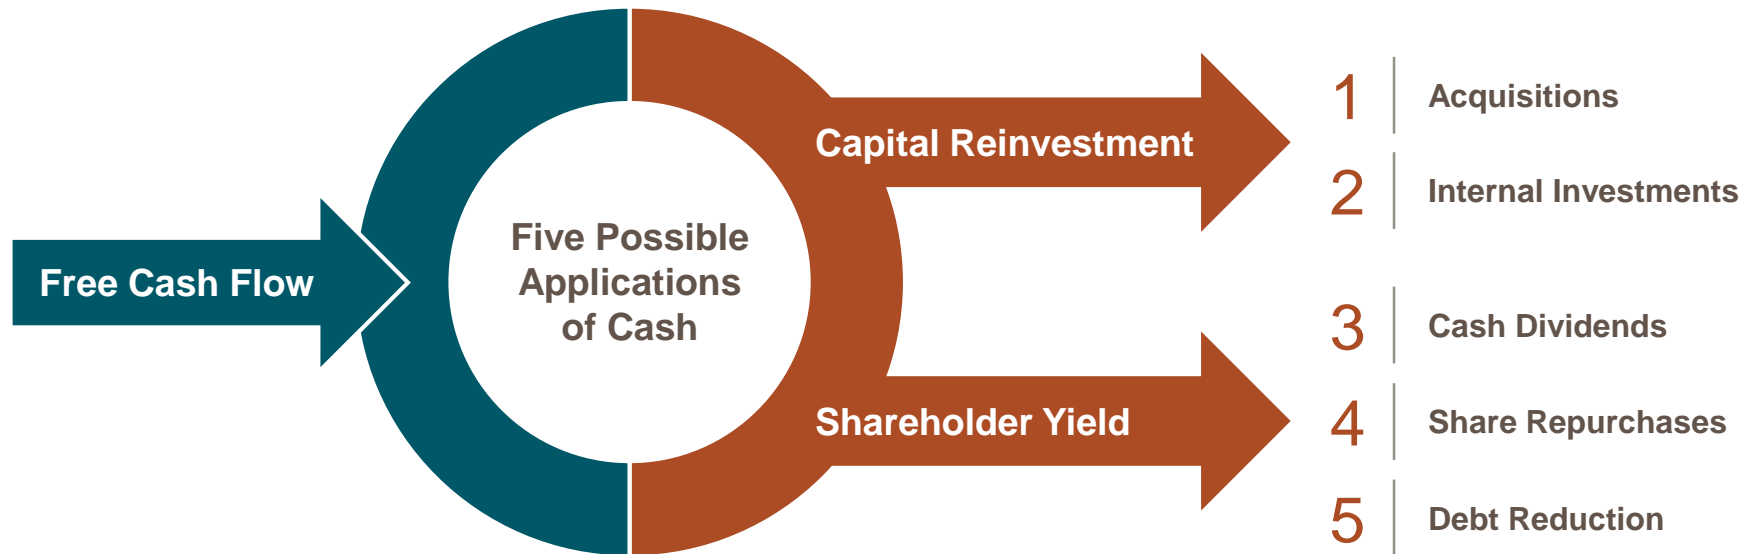 Free Cash Flow
Five Possible
Applications
of Cash
Capital Reinvestment
1 Acquisitions
2 Internal Investments
Shareholder Yield
3 Cash Dividends
4 Share Repurchases
5 Debt Reduction